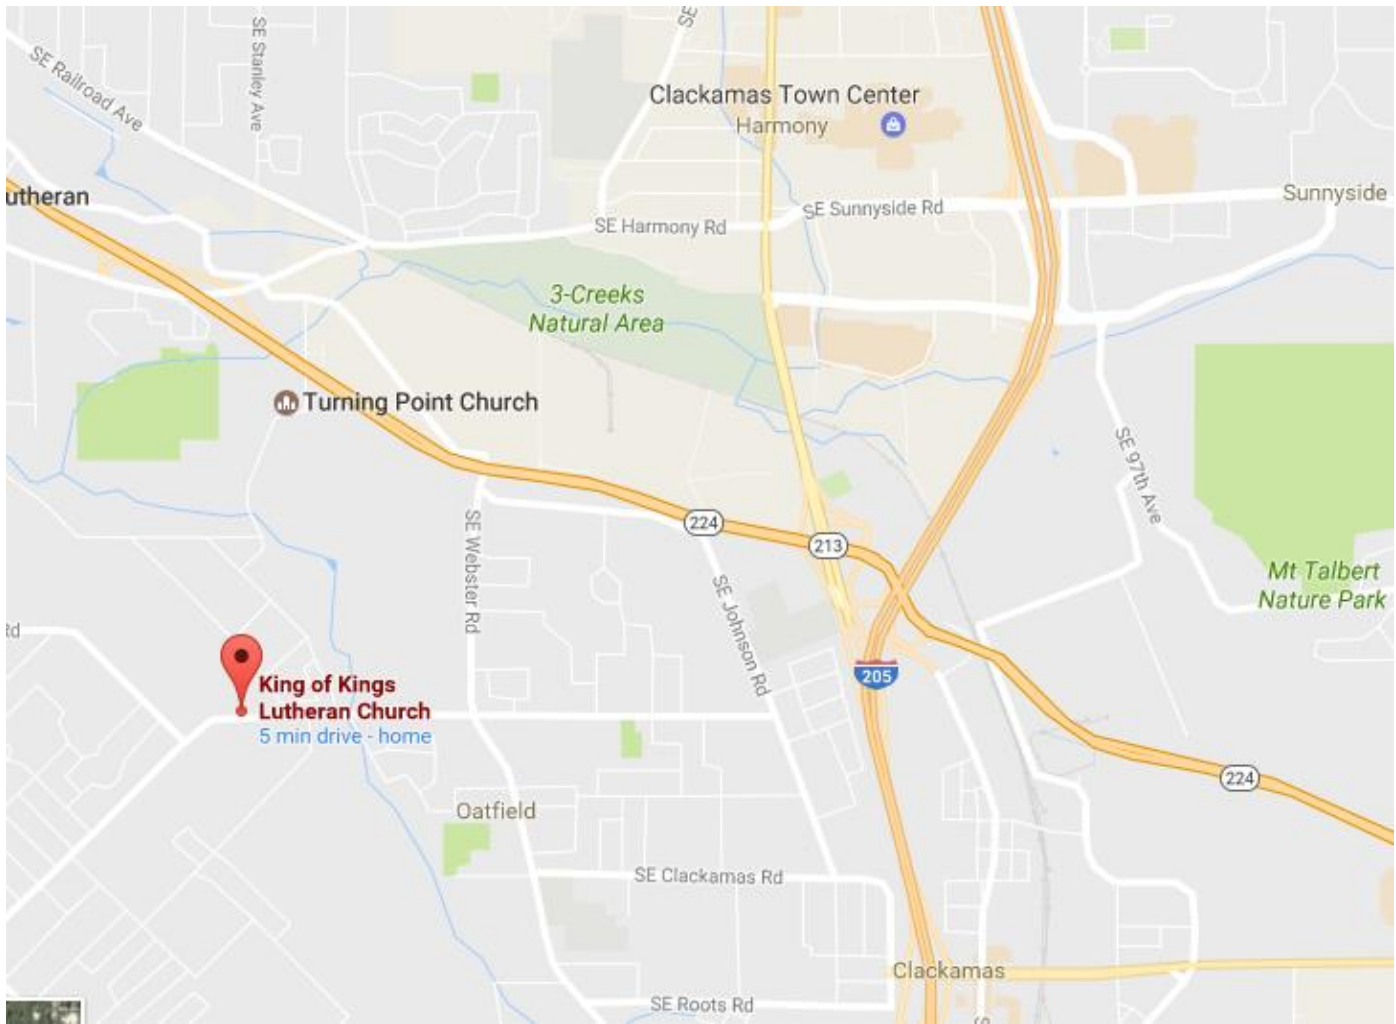 SE Stanley Ave
SE
SE Railroad Ave
Clackamas Town Center
Harmony
utheran
Sunnyside
SE Sunnyside Rd
SE Harmony Rd
3-Creeks
Natural Area
Turning Point Church
SE 97th Ave
224
213
SE Webster Rd
Mt Talbert
Nature Park
SE Johnson Rd
Rd
King of Kings
Lutheran Church
5 min drive - home
205
224
Oatfield
SE Clackamas Rd
Clackamas
SE Roots Rd